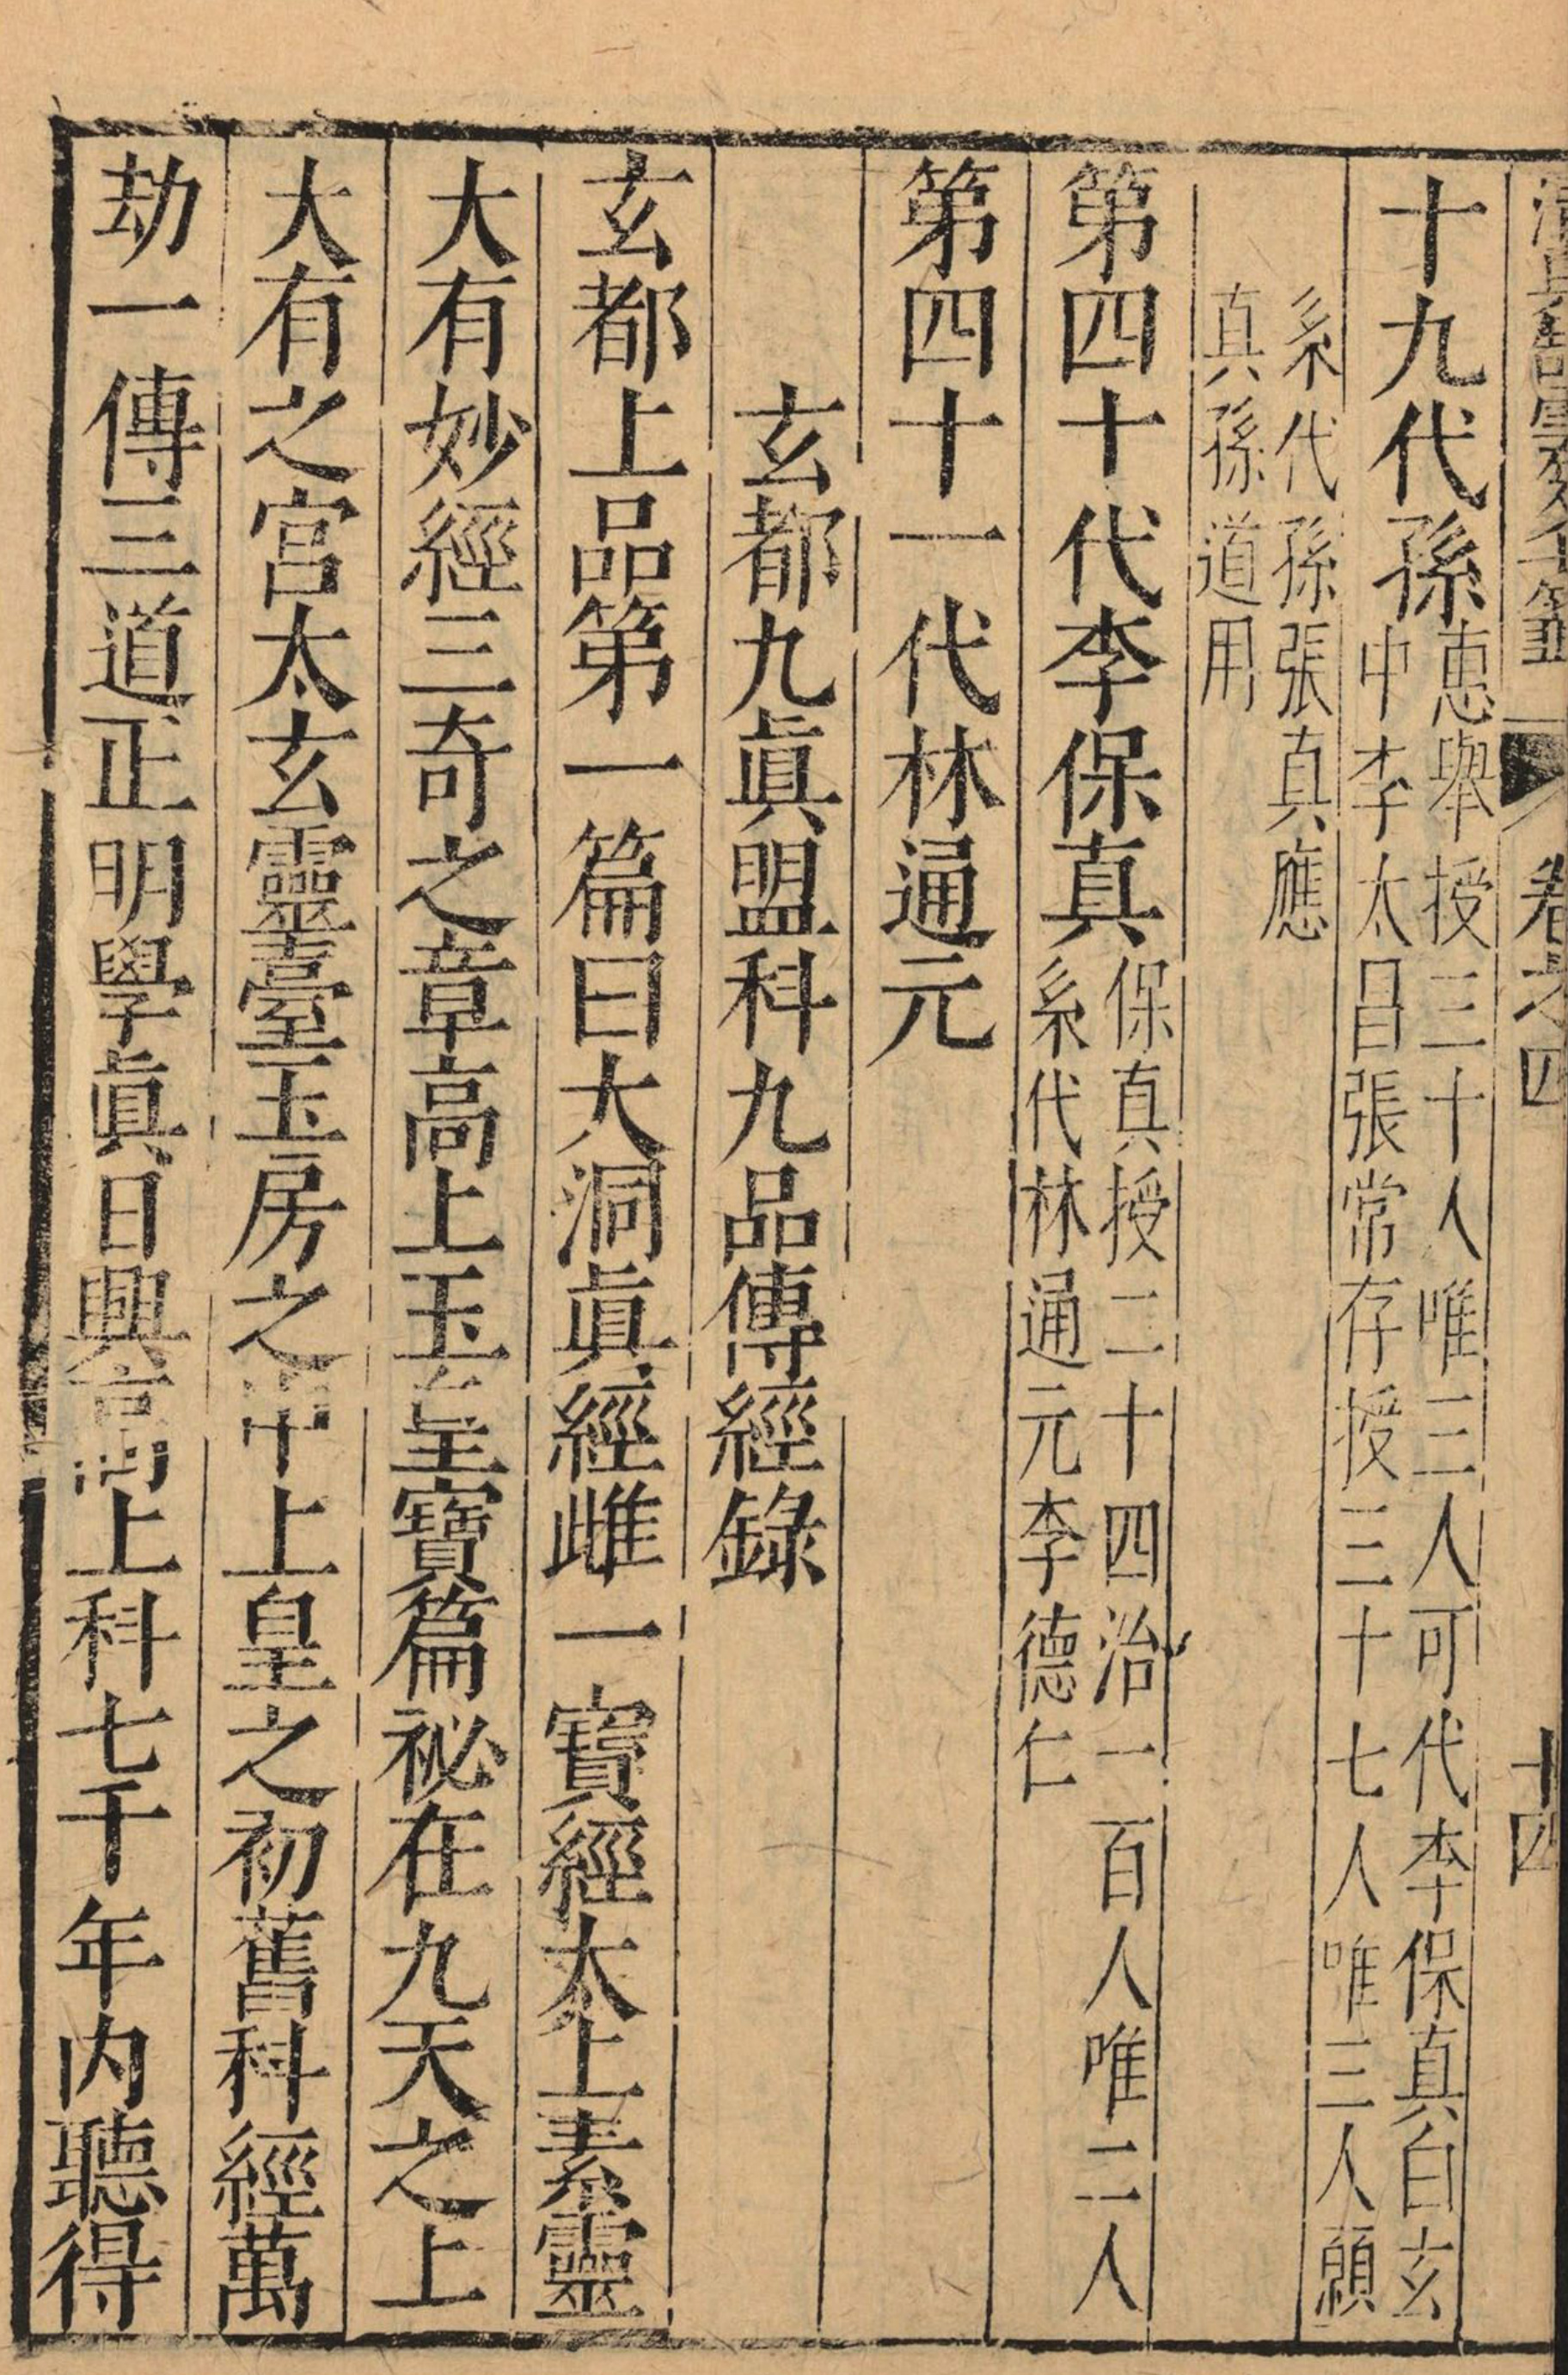 卷之四 十四
十九代孫惠舉授三十人唯三人可代李保真白玄
中李太昌張常存授三十七人唯三人願
系代孫張真應
真孫道用
第四十代李保真保真授二十四治一百人唯二人
系代林通元李德仁
第四十一代林通元
玄都九眞盟科九品傳經錄
玄都上品第一篇曰大洞眞經雌一寶經太上素靈
大有妙經三奇之章高上玉皇寶篇祕在九天之上
大有之宮太玄靈臺玉房之中上皇之初舊科經萬
劫一傳三道正明學眞日興高上科七千年内聽得